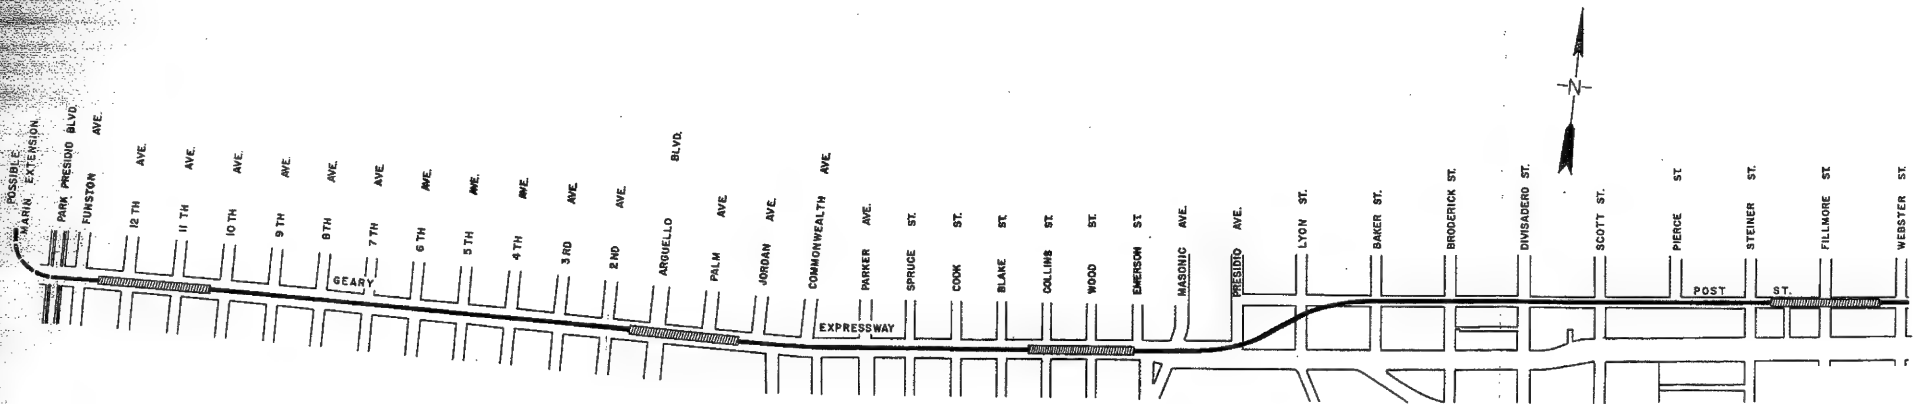 POSSIBLE
MARIN EXTENSION
PARK PRESIDIO BLVD.
FUNSTON AVE.
12 TH AVE.
11 TH AVE.
10 TH AVE.
9 TH AVE.
8TH AVE.
7 TH AVE.
6 TH AVE.
5 TH AVE.
4 TH AVE.
3 RD AVE.
2 ND AVE.
ARGUELLO BLVD.
PALM AVE.
JORDAN AVE.
COMMONWEALTH AVE.
PARKER AVE.
SPRUCE ST.
COOK ST.
BLAKE ST.
COLLINS ST.
WOOD ST.
EMERSON ST.
MASONIC AVE.
PRESIDIO AVE.
LYON ST.
BAKER ST.
BRODERICK ST.
DIVISADERO ST.
SCOTT ST.
PIERCE ST.
STEINER ST.
FILLMORE ST
WEBSTER ST.
GEARY EXPRESSWAY
POST ST.
N